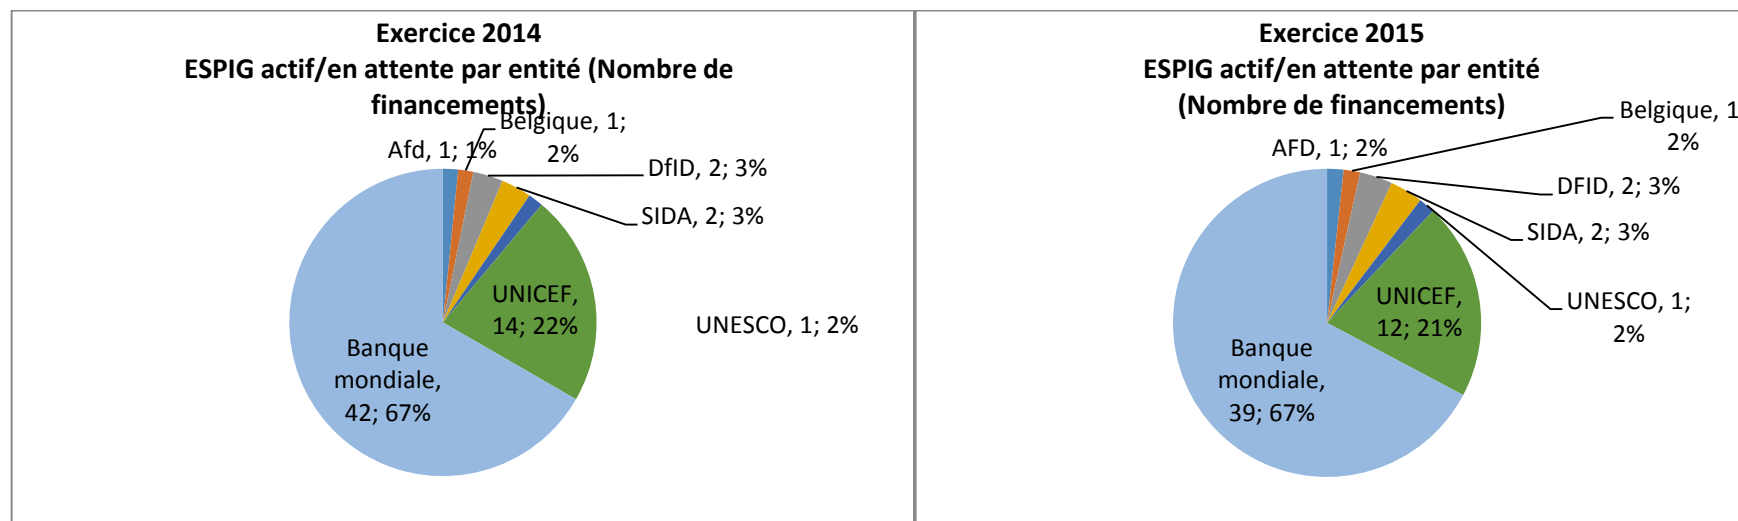 Exercice 2014
ESPIG actif/en attente par entité (Nombre de
financements)
Afd, 1; 1%
Belgique, 1;
2%
DfID, 2; 3%
SIDA, 2; 3%
UNESCO, 1; 2%
UNICEF,
14; 22%
Banque
mondiale,
42; 67%
Exercice 2015
ESPIG actif/en attente par entité
(Nombre de financements)
AFD, 1; 2%
Belgique, 1
2%
DFID, 2; 3%
SIDA, 2; 3%
UNESCO, 1;
2%
UNICEF,
12; 21%
Banque
mondiale,
39; 67%